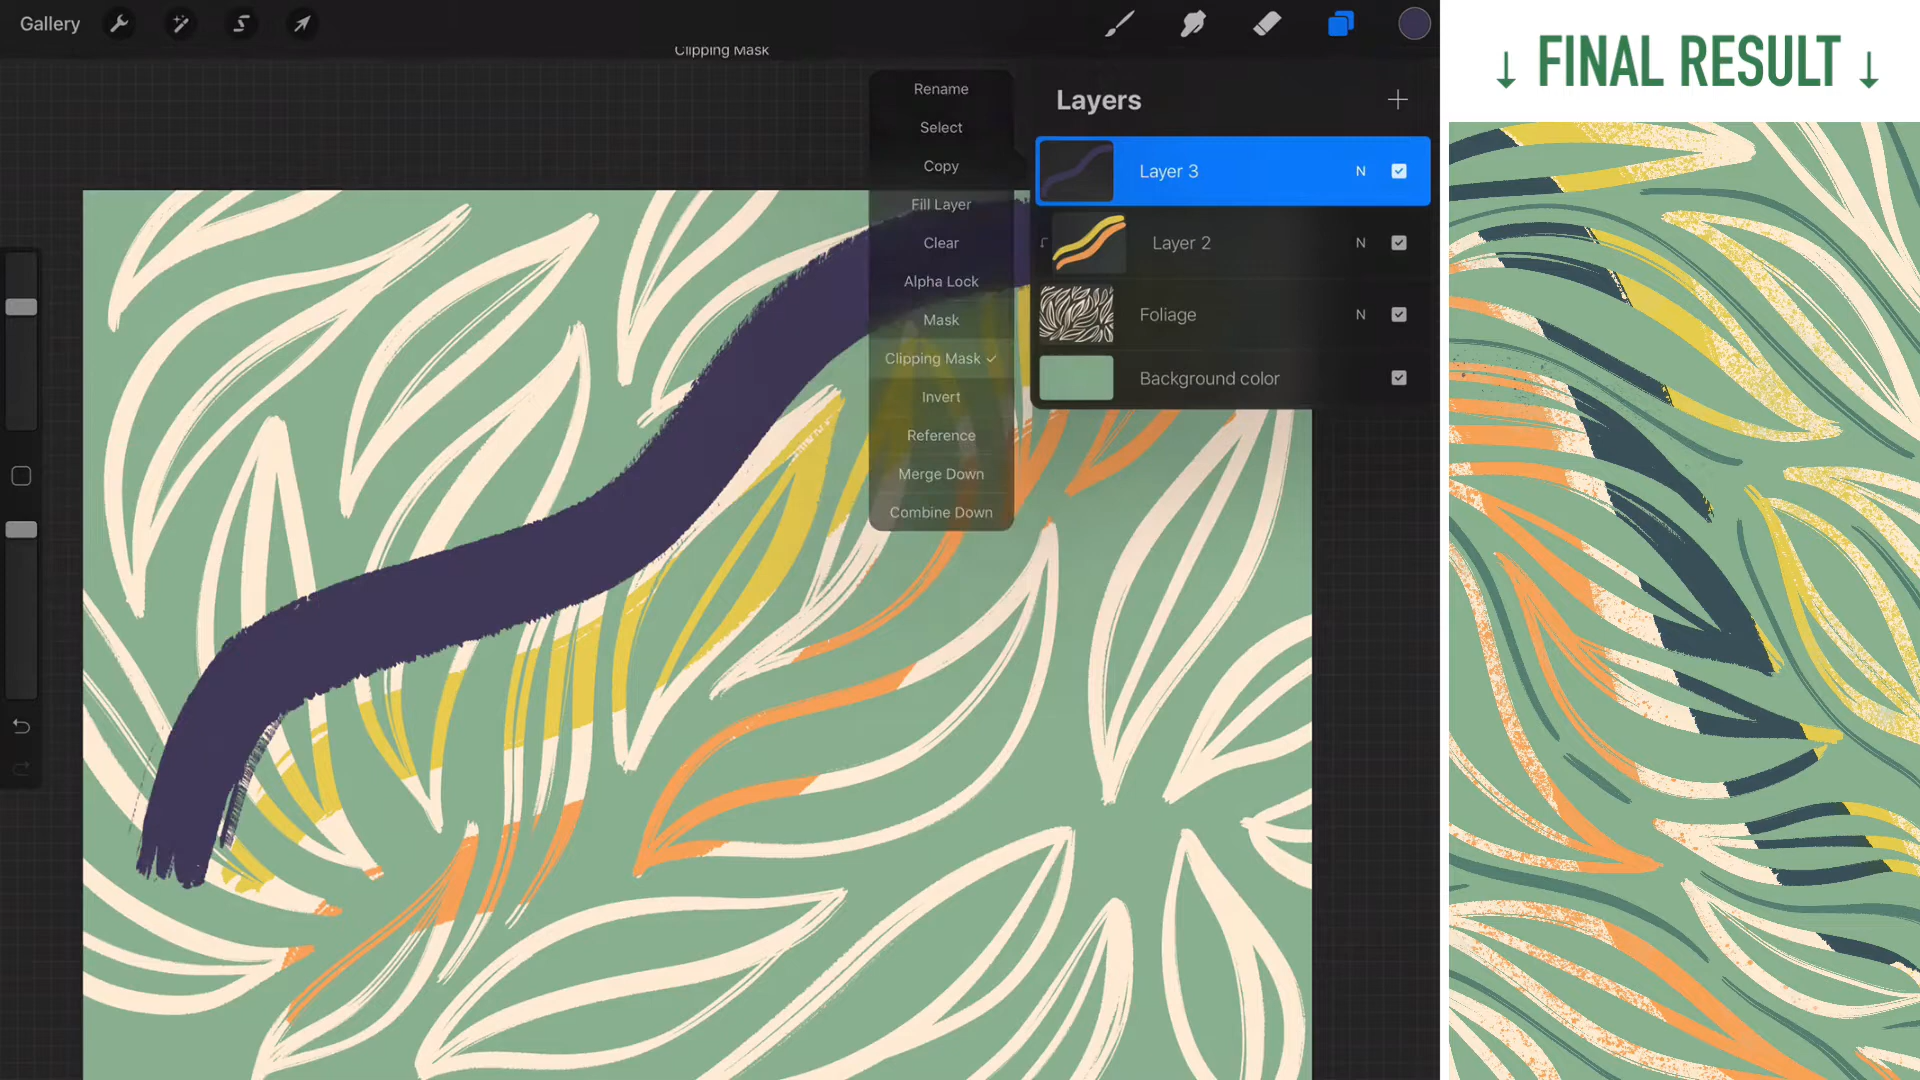 Gallery
Clipping Mask
Rename
Select
Copy
Fill Layer
Clear
Alpha Lock
Mask
Clipping Mask ✓
Invert
Reference
Merge Down
Combine Down
Layers
Layer 3 N
Layer 2 N
Foliage N
Background color
↓ FINAL RESULT ↓